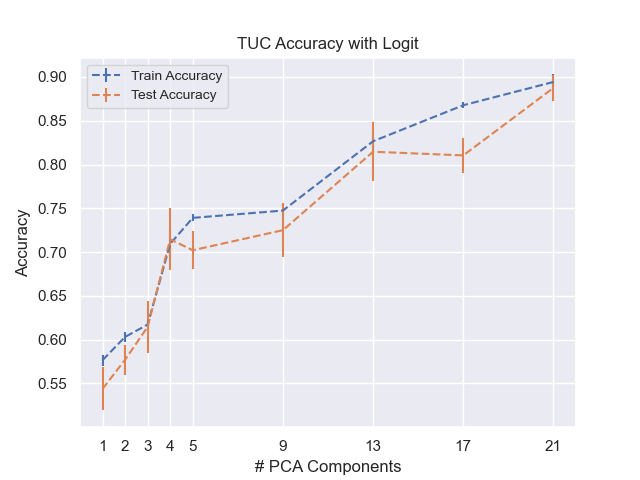 TUC Accuracy with Logit
Train Accuracy
Test Accuracy
Accuracy
0.90
0.85
0.80
0.75
0.70
0.65
0.60
0.55
1 2 3 4 5 9 13 17 21
# PCA Components